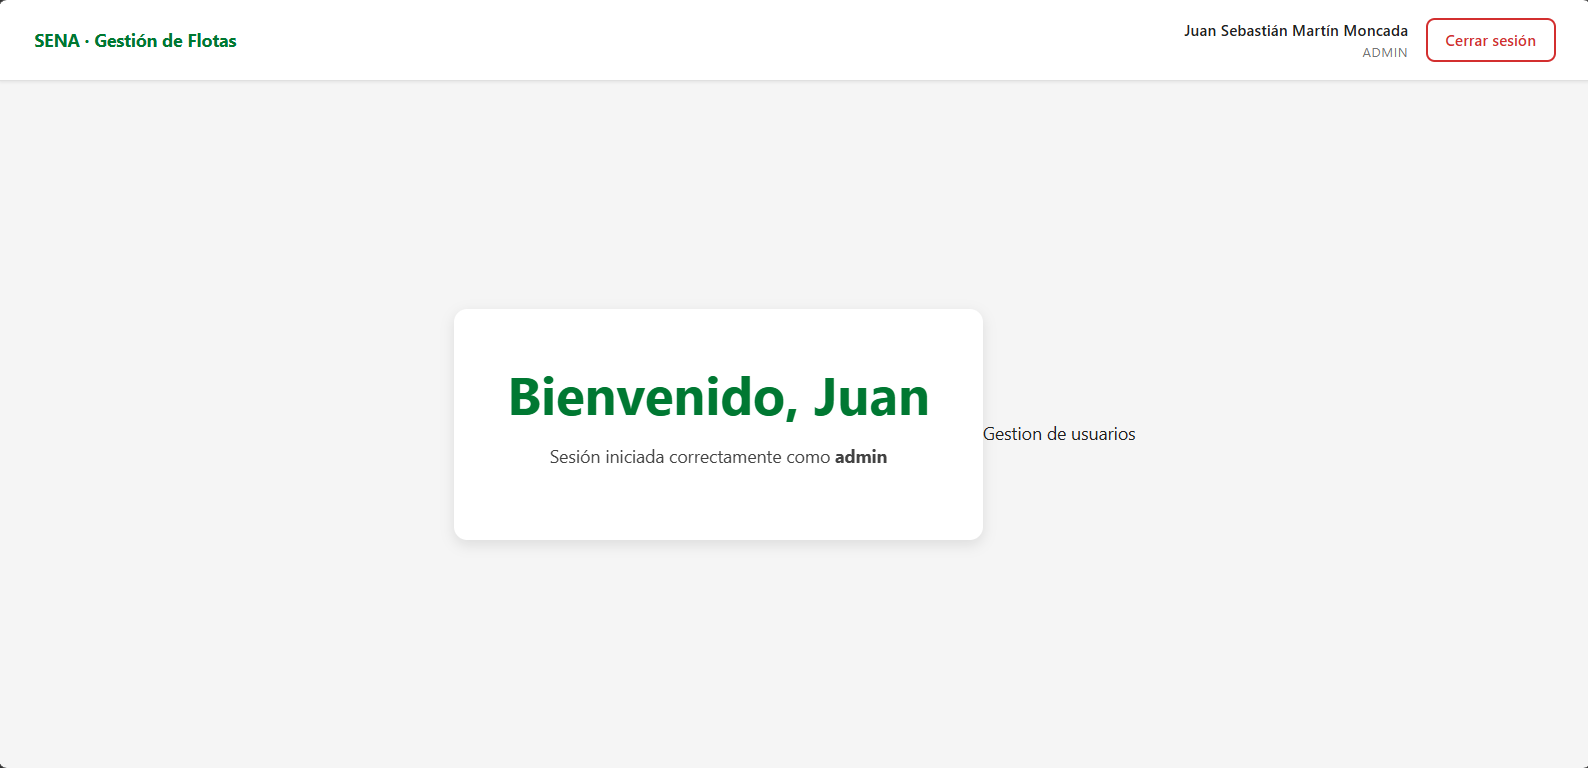 SENA · Gestión de Flotas
Juan Sebastián Martín Moncada
ADMIN
Cerrar sesión
Bienvenido, Juan
Sesión iniciada correctamente como admin
Gestion de usuarios